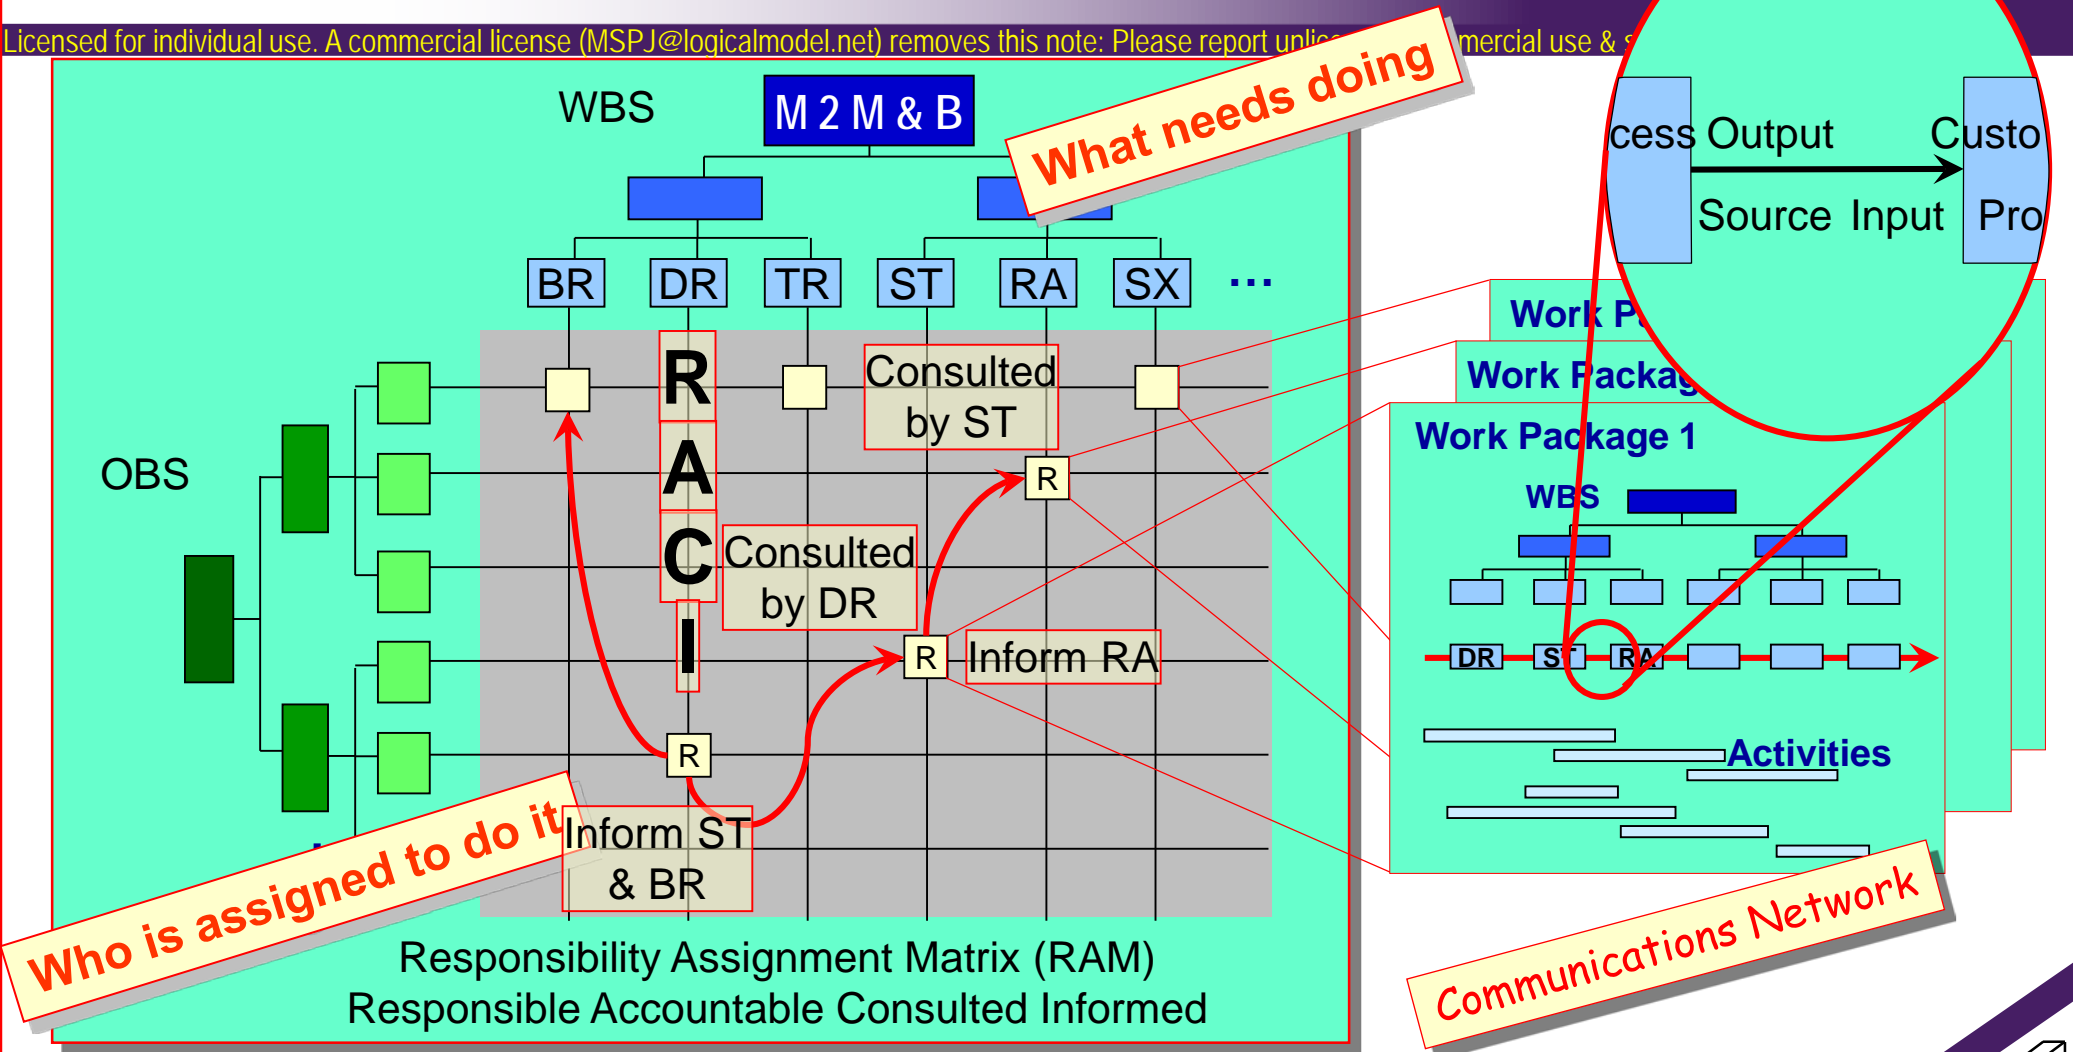 Licensed for individual use. A commercial license (MSPJ@logicalmodel.net) removes this note: Please report
mercial use &
WBS
M 2 M & B
What needs doing
BR DR TR ST RA SX ...
OBS
R
A
C
I
Consulted
by ST
Consulted
by DR
R
R
Inform RA
R
Inform ST
& BR
Who is assigned to do it
Responsibility Assignment Matrix (RAM)
Responsible Accountable Consulted Informed
cess Output Custo
Source Input Pro
Work P
Work Packag
Work Package 1
WBS
DR ST RA
Activities
Communications Network